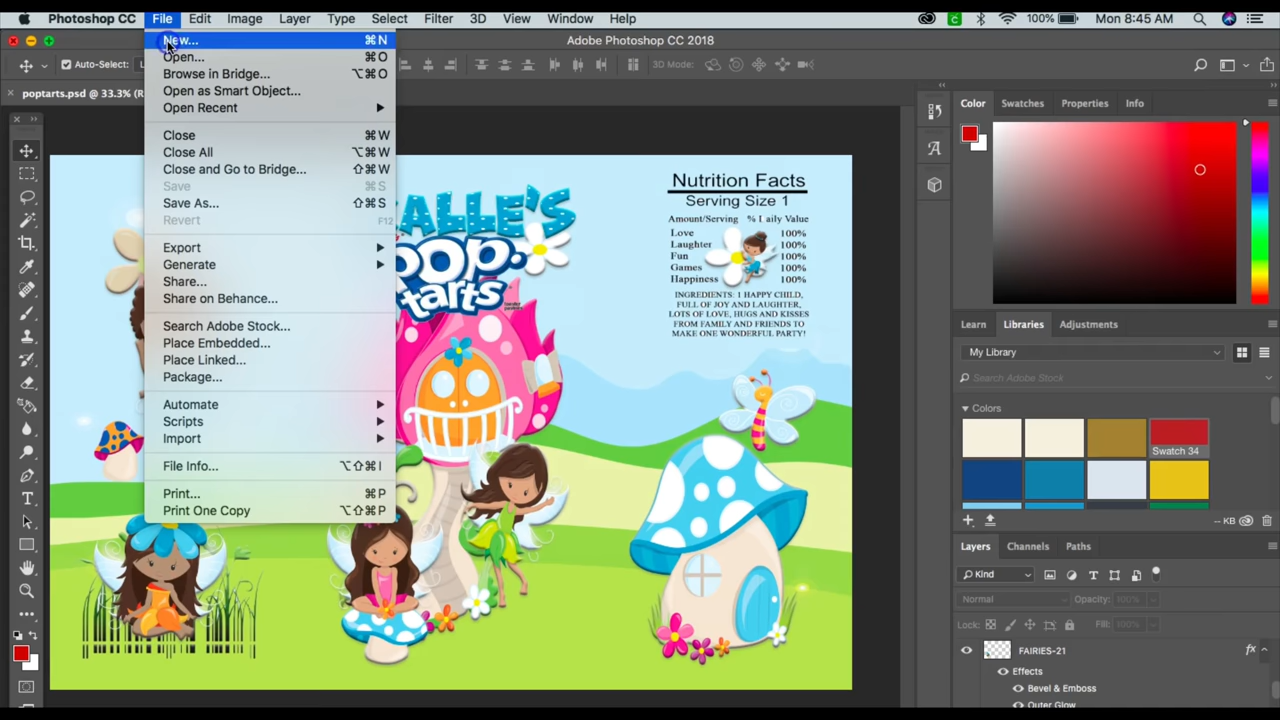 Photoshop CC File Edit Image Layer Type Select Filter 3D View Window Help 100% Mon 8:45 AM
Adobe Photoshop CC 2018
Auto-Select: 3D Mode:
poptarts.psd @ 33.3%
New... ⌘N
Open... ⌘O
Browse in Bridge... ⌥⌘O
Open as Smart Object...
Open Recent
Close ⌘W
Close All ⌥⌘W
Close and Go to Bridge... ⇧⌘W
Save ⌘S
Save As... ⇧⌘S
Revert F12
Export
Generate
Share...
Share on Behance...
Search Adobe Stock...
Place Embedded...
Place Linked...
Package...
Automate
Scripts
Import
File Info... ⌥⇧⌘I
Print... ⌘P
Print One Copy ⌥⇧⌘P
ALLE'S
POP.
tarts
Nutrition Facts
Serving Size 1
Amount/Serving % Daily Value
Love 100%
Laughter 100%
Fun 100%
Games 100%
Happiness 100%
INGREDIENTS: 1 HAPPY CHILD,
FULL OF JOY AND LAUGHTER,
LOTS OF LOVE, HUGS AND KISSES
FROM FAMILY AND FRIENDS TO
MAKE ONE WONDERFUL PARTY!
Color Swatches Properties Info
Learn Libraries Adjustments
My Library
Search Adobe Stock
Colors
Swatch 34
-- KB
Layers Channels Paths
Kind
Normal Opacity: 100%
Lock: Fill: 100%
FAIRIES-21 fx
Effects
Bevel & Emboss
Outer Glow